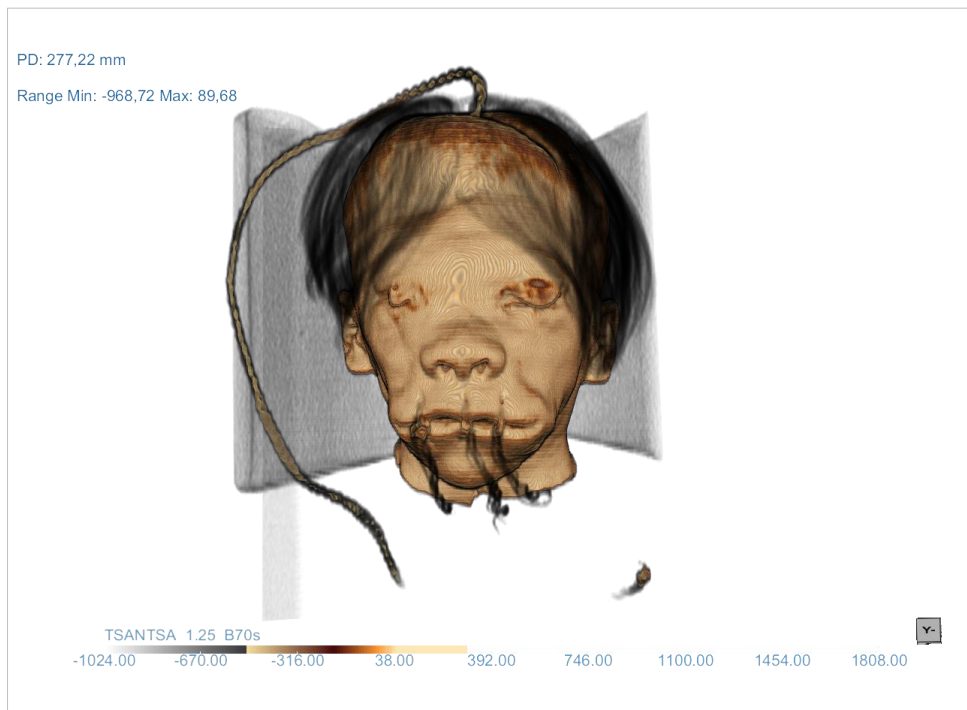 PD: 277,22 mm
Range Min: -968,72 Max: 89,68
TSANTSA 1.25 B70s
-1024.00 -670.00 -316.00 38.00 392.00 746.00 1100.00 1454.00 1808.00
Y-